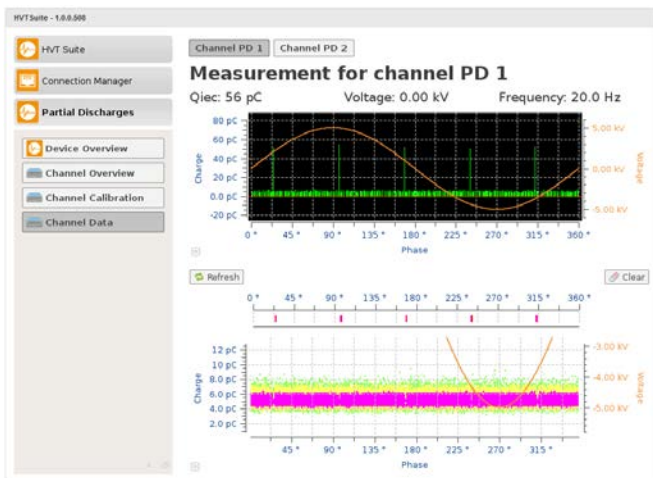 HVT Suite - 1.0.0.500
HVT Suite
Connection Manager
Partial Discharges
Device Overview
Channel Overview
Channel Calibration
Channel Data
Channel PD 1 Channel PD 2
Measurement for channel PD 1
Qiec: 56 pC Voltage: 0.00 kV Frequency: 20.0 Hz
80 pC
60 pC
40 pC
20 pC
0.0 pC
-20 pC
Charge
5.00 kV
0.00 kV
-5.00 kV
Voltage
0° 45° 90° 135° 180° 225° 270° 315° 360°
Phase
Refresh Clear
0° 45° 90° 135° 180° 225° 270° 315° 360°
12 pC
10 pC
8.0 pC
6.0 pC
4.0 pC
2.0 pC
Charge
-3.00 kV
-4.00 kV
-5.00 kV
Voltage
45° 90° 135° 180° 225° 270° 315°
Phase